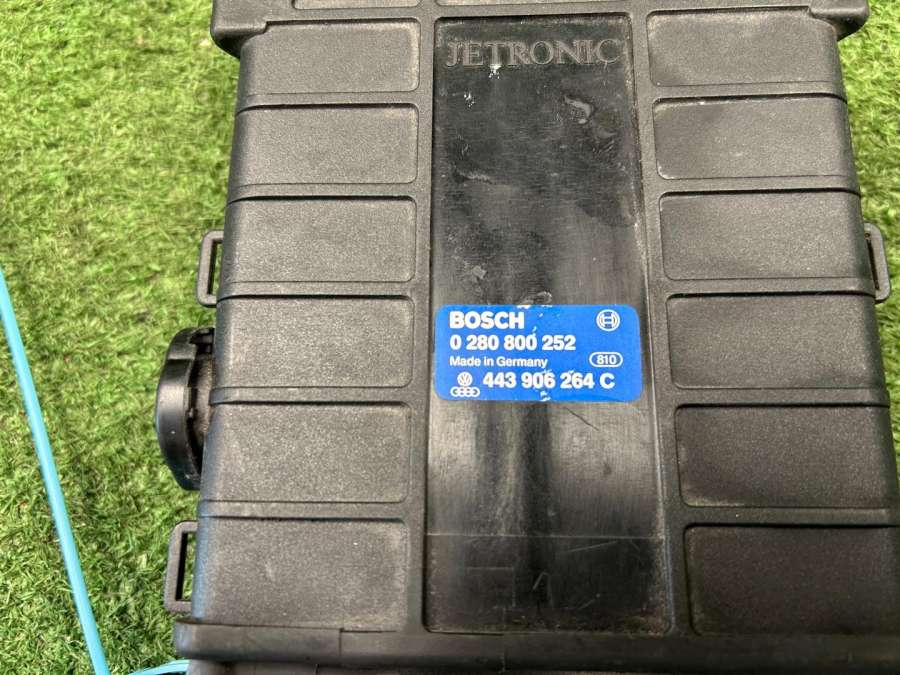 JETRONIC
BOSCH
0 280 800 252
Made in Germany 810
443 906 264 C